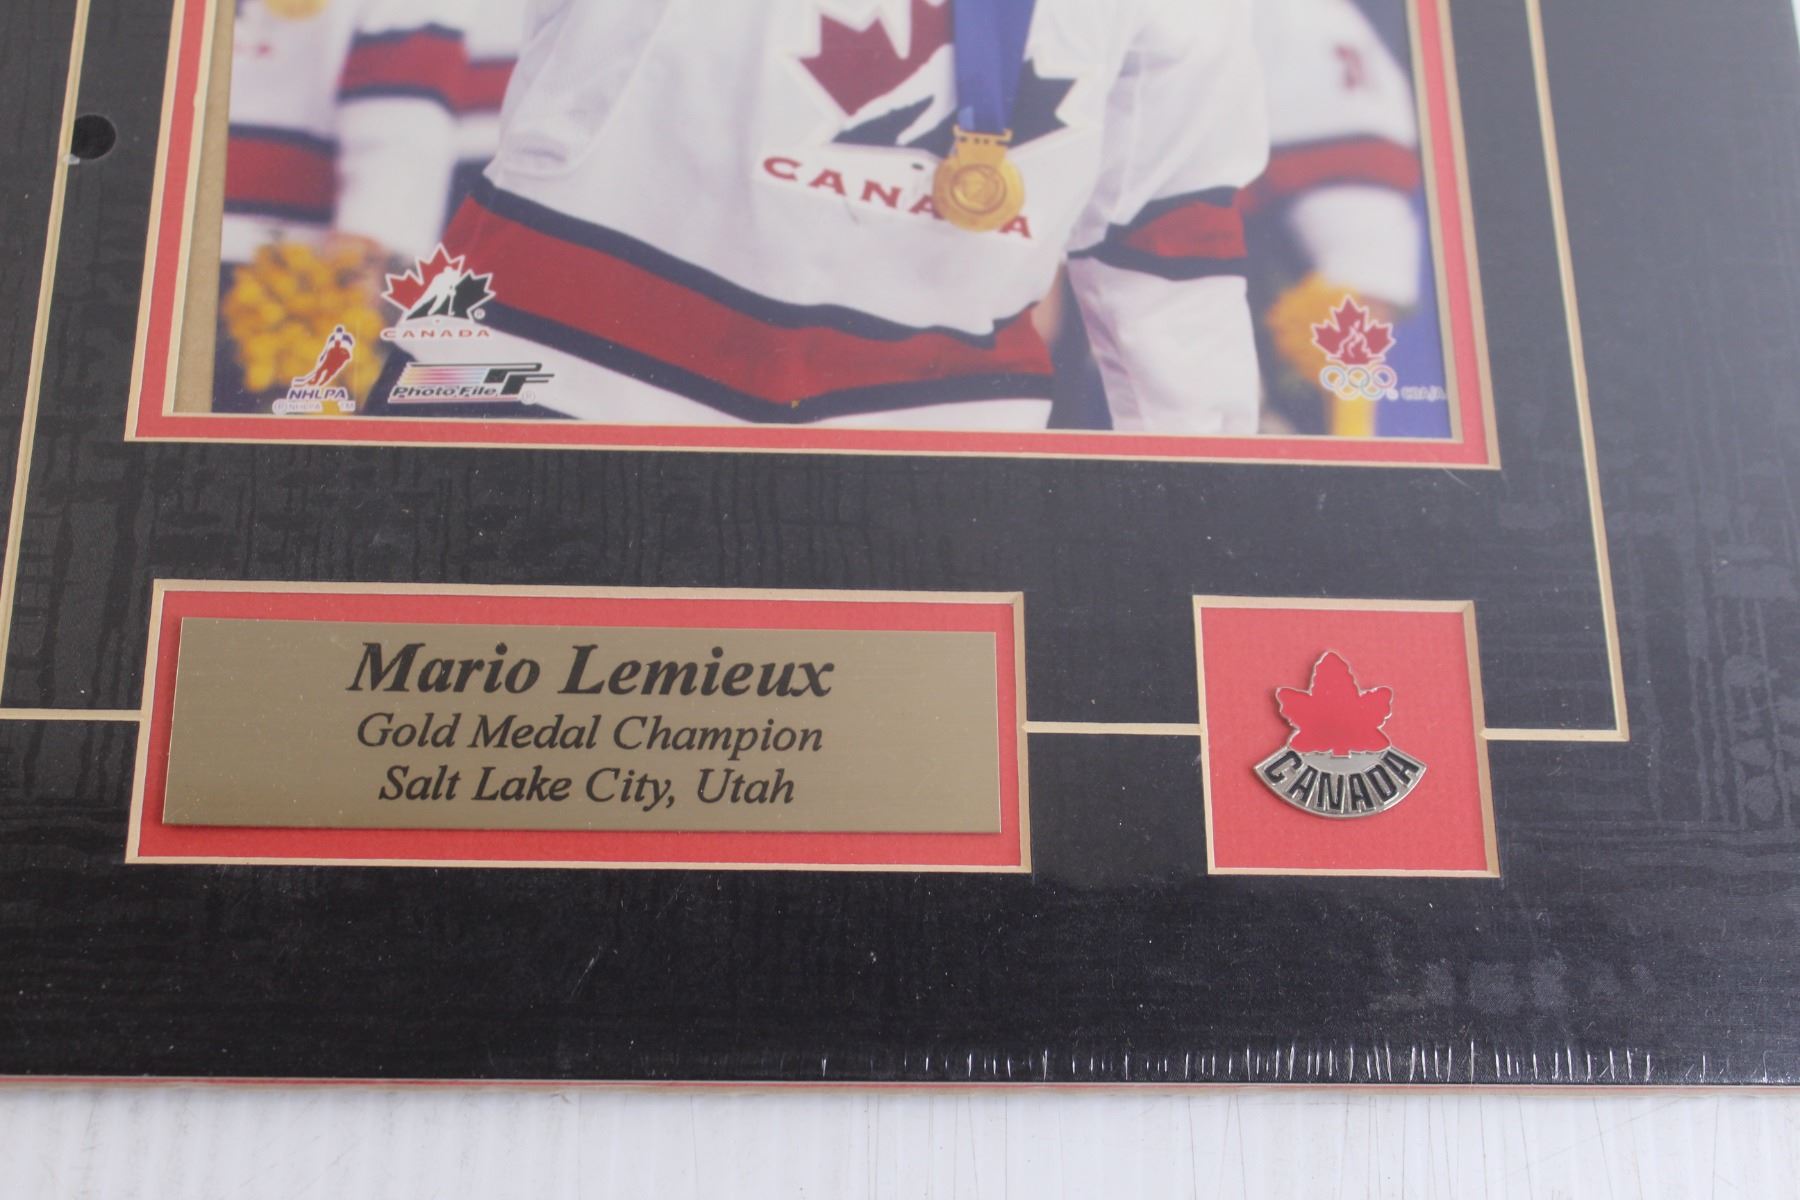 CANADA
CANADA
NHLPA
Photo File
Mario Lemieux
Gold Medal Champion
Salt Lake City, Utah
CANADA